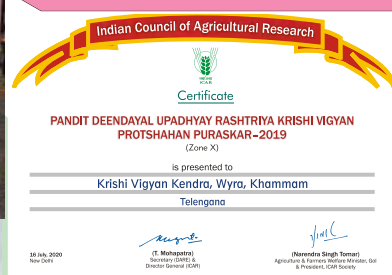 Indian Council of Agricultural Research
ICAR
Certificate
PANDIT DEENDAYAL UPADHYAY RASHTRIYA KRISHI VIGYAN
PROTSHAHAN PURASKAR–2019
(Zone X)
is presented to
Krishi Vigyan Kendra, Wyra, Khammam
Telengana
16 July, 2020
New Delhi
(T. Mohapatra)
Secretary (DARE) &
Director General (ICAR)
(Narendra Singh Tomar)
Agriculture & Farmers Welfare Minister, GoI
& President, ICAR Society